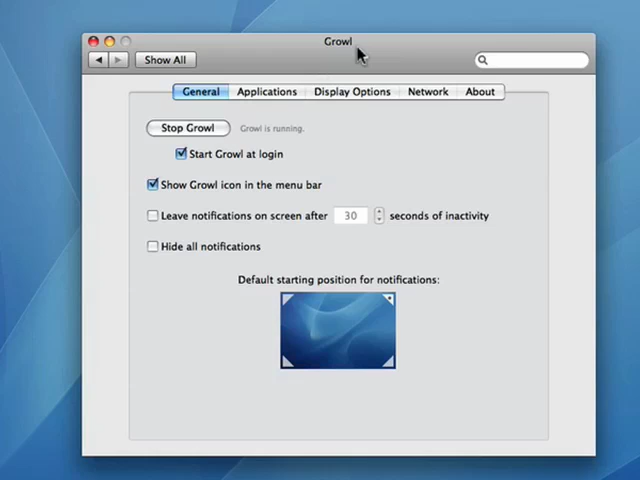 Growl
Show All
General Applications Display Options Network About
Stop Growl Growl is running.
Start Growl at login
Show Growl icon in the menu bar
Leave notifications on screen after 30 seconds of inactivity
Hide all notifications
Default starting position for notifications: